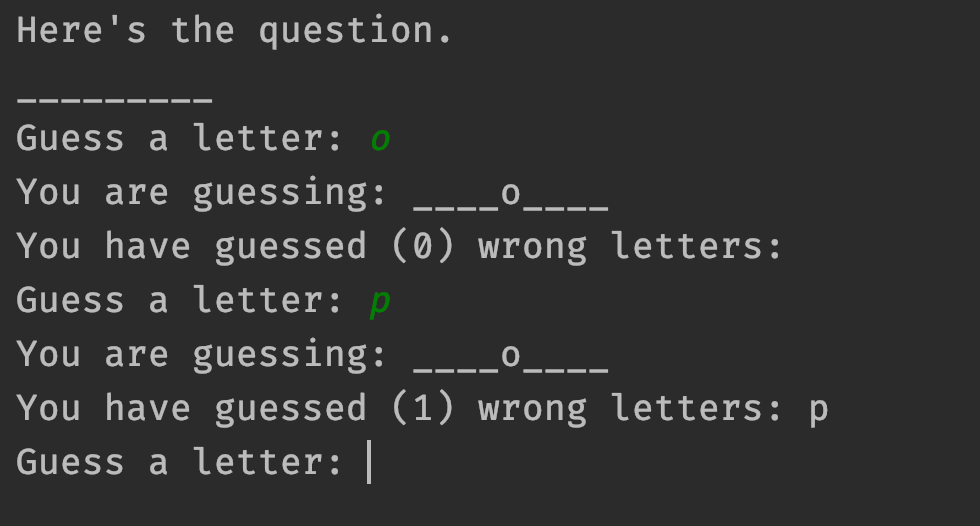 Here's the question.
_________
Guess a letter: o
You are guessing: ____o____
You have guessed (0) wrong letters:
Guess a letter: p
You are guessing: ____o____
You have guessed (1) wrong letters: p
Guess a letter: